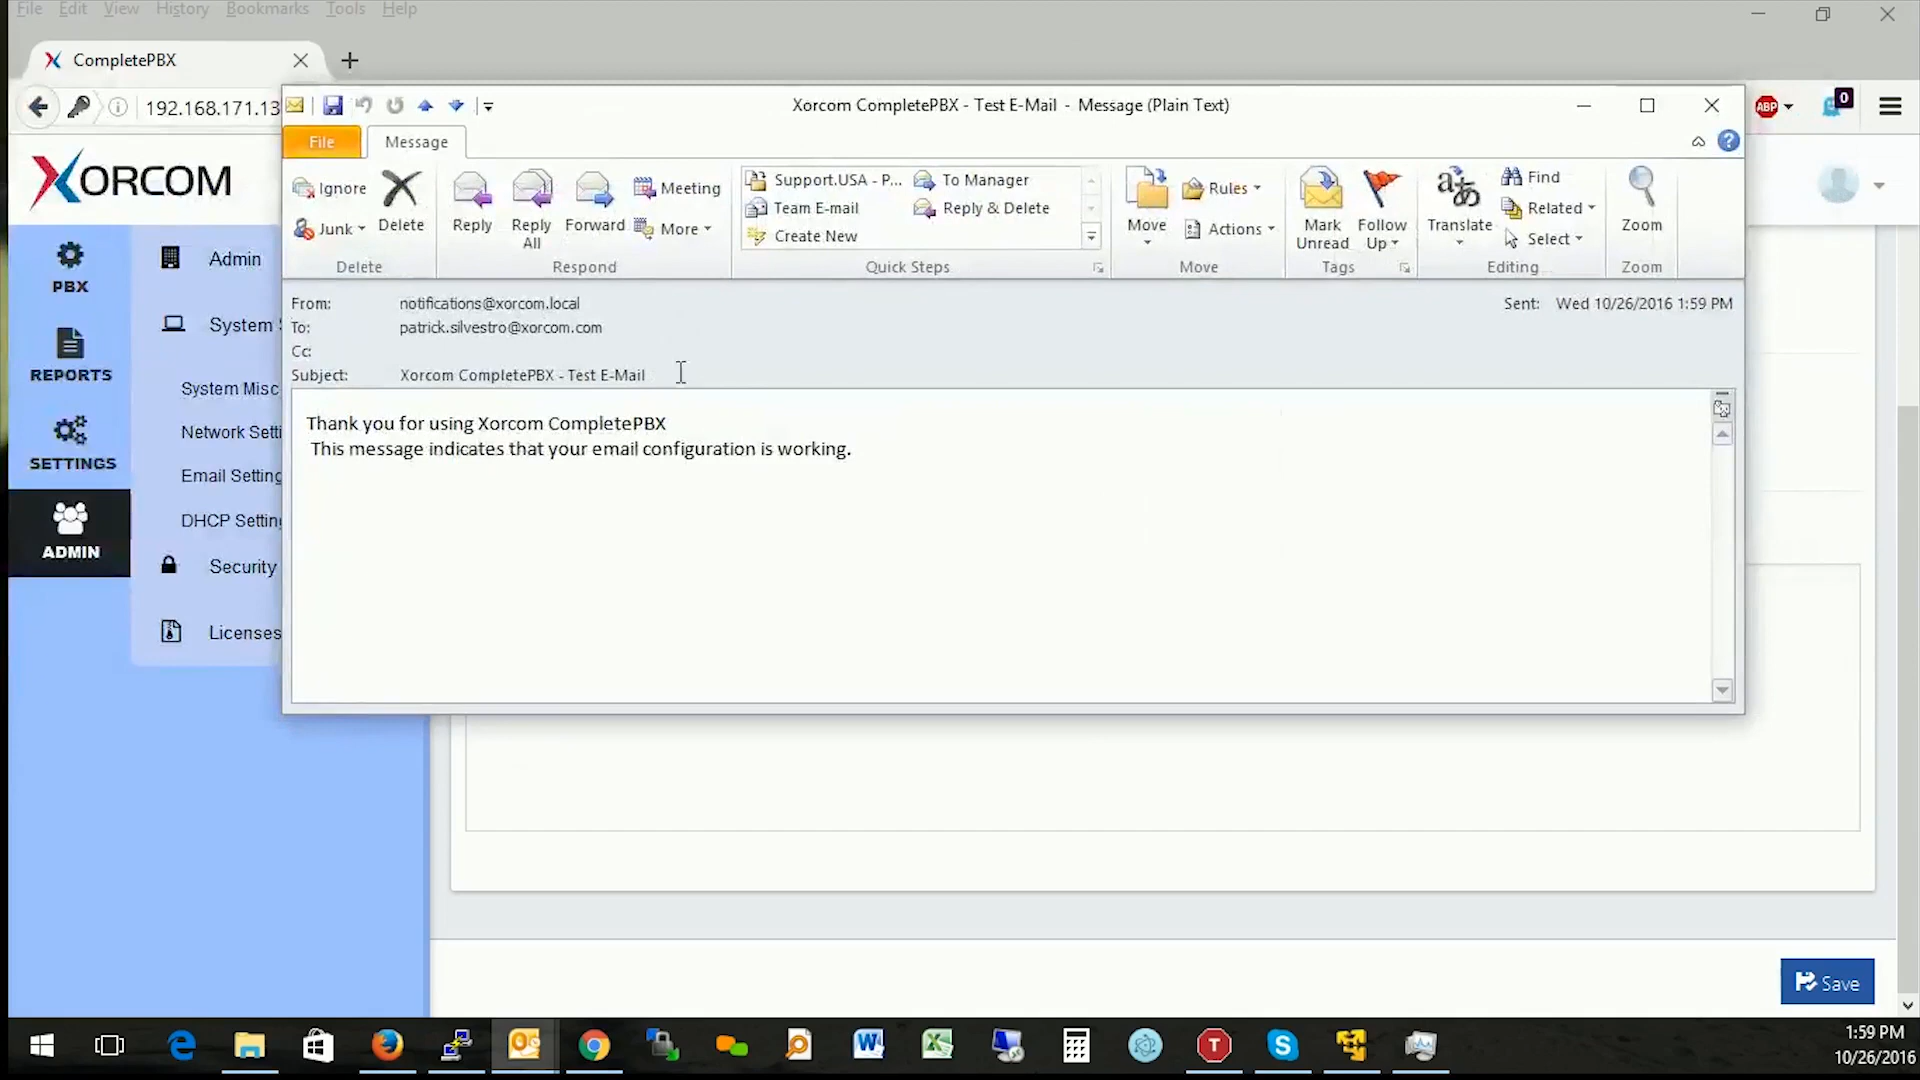 File Edit View History Bookmarks Tools Help
CompletePBX
192.168.171.13
Xorcom CompletePBX - Test E-Mail - Message (Plain Text)
ABP
0
File Message
XORCOM
Ignore
Junk
Delete
Delete
Reply
Reply All
Forward
Meeting
More
Respond
Support.USA - P...
Team E-mail
Create New
To Manager
Reply & Delete
Quick Steps
Move
Rules
Actions
Move
Mark Unread
Follow Up
Tags
Translate
Find
Related
Select
Editing
Zoom
Zoom
From: notifications@xorcom.local
Sent: Wed 10/26/2016 1:59 PM
To: patrick.silvestro@xorcom.com
Cc:
Subject: Xorcom CompletePBX - Test E-Mail
Thank you for using Xorcom CompletePBX
This message indicates that your email configuration is working.
PBX
REPORTS
SETTINGS
ADMIN
Admin
System
System Misc
Network Setti
Email Setting
DHCP Settin
Security
Licenses
Save
1:59 PM
10/26/2016